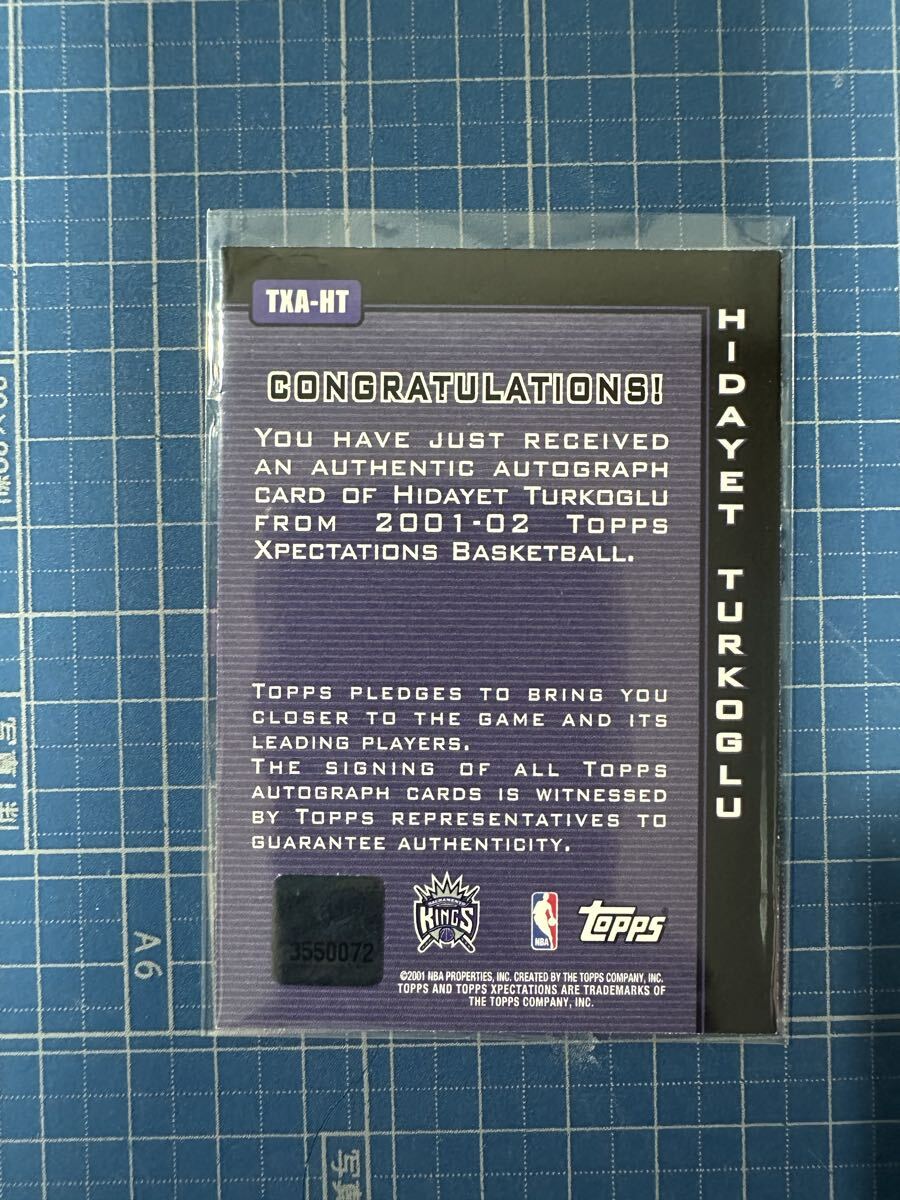 TXA-HT
HIDAYET TURKOGLU
CONGRATULATIONS!
YOU HAVE JUST RECEIVED
AN AUTHENTIC AUTOGRAPH
CARD OF HIDAYET TURKOGLU
FROM 2001-02 TOPPS
XPECTATIONS BASKETBALL.
TOPPS PLEDGES TO BRING YOU
CLOSER TO THE GAME AND ITS
LEADING PLAYERS.
THE SIGNING OF ALL TOPPS
AUTOGRAPH CARDS IS WITNESSED
BY TOPPS REPRESENTATIVES TO
GUARANTEE AUTHENTICITY.
3550072
SACRAMENTO
KINGS
NBA
TOPPS
©2001 NBA PROPERTIES, INC. CREATED BY THE TOPPS COMPANY, INC.
TOPPS AND TOPPS XPECTATIONS ARE TRADEMARKS OF
THE TOPPS COMPANY, INC.
A6
写真